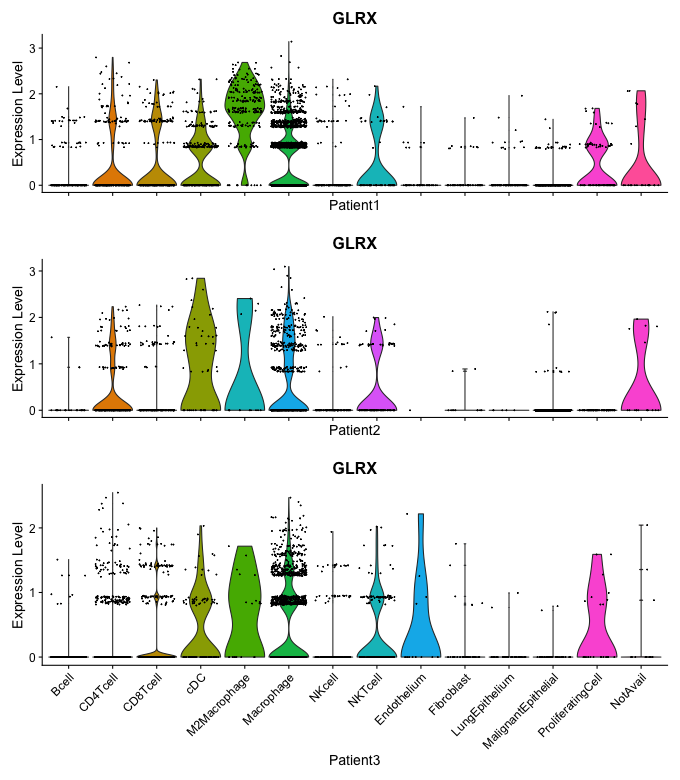 GLRX
Expression Level
3
2
1
0
Patient1
GLRX
Expression Level
3
2
1
0
Patient2
GLRX
Expression Level
2
1
0
Bcell
CD4Tcell
CD8Tcell
cDC
M2Macrophage
Macrophage
NKcell
NKTcell
Endothelium
Fibroblast
LungEpithelium
MalignantEpithelial
ProliferatingCell
NotAvail
Patient3